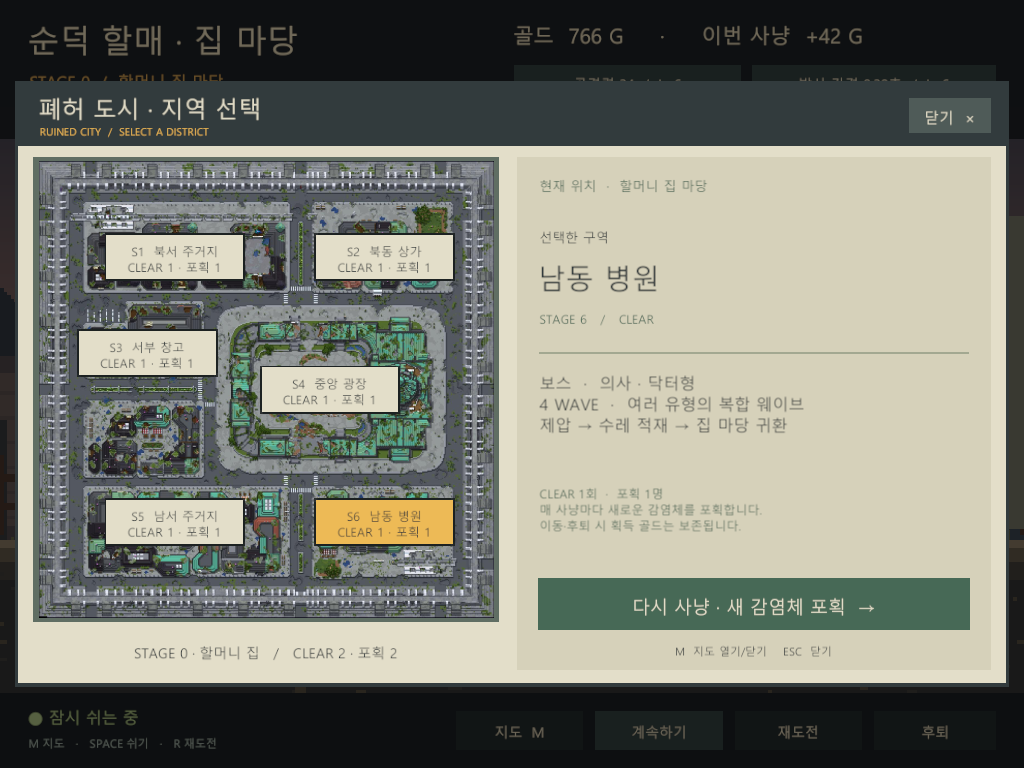 순덕 할매 · 집 마당
골드 766 G · 이번 사냥 +42 G
STAGE 0 / 할머니 집 마당
폐허 도시 · 지역 선택
RUINED CITY / SELECT A DISTRICT
닫기 ×
S1 북서 주거지
CLEAR 1 · 포획 1
S2 북동 상가
CLEAR 1 · 포획 1
S3 서부 창고
CLEAR 1 · 포획 1
S4 중앙 광장
CLEAR 1 · 포획 1
S5 남서 주거지
CLEAR 1 · 포획 1
S6 남동 병원
CLEAR 1 · 포획 1
STAGE 0 · 할머니 집 / CLEAR 2 · 포획 2
현재 위치 · 할머니 집 마당
선택한 구역
남동 병원
STAGE 6 / CLEAR
보스 · 의사 · 닥터형
4 WAVE · 여러 유형의 복합 웨이브
제압 → 수레 적재 → 집 마당 귀환
CLEAR 1회 · 포획 1명
매 사냥마다 새로운 감염체를 포획합니다.
이동·후퇴 시 획득 골드는 보존됩니다.
다시 사냥 · 새 감염체 포획 →
M 지도 열기/닫기 ESC 닫기
잠시 쉬는 중
M 지도 · SPACE 쉬기 · R 재도전
지도 M
계속하기
재도전
후퇴